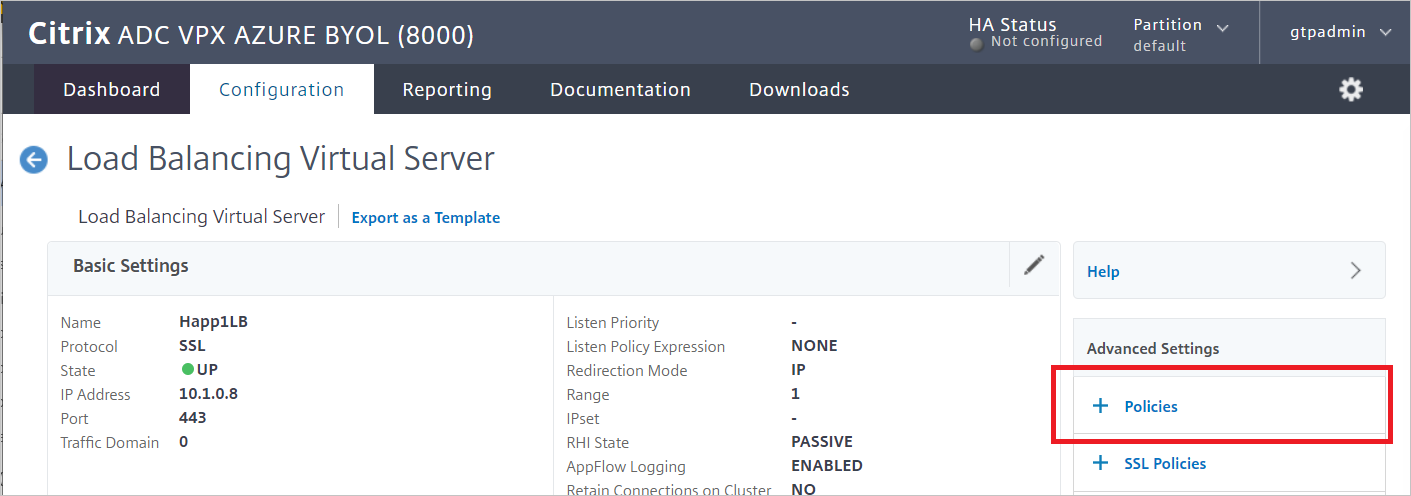 Citrix ADC VPX AZURE BYOL (8000)
HA Status
Not configured
Partition
default
gtpadmin
Dashboard
Configuration
Reporting
Documentation
Downloads
Load Balancing Virtual Server
Load Balancing Virtual Server
Export as a Template
Basic Settings
Name Happ1LB
Protocol SSL
State UP
IP Address 10.1.0.8
Port 443
Traffic Domain 0
Listen Priority -
Listen Policy Expression NONE
Redirection Mode IP
Range 1
IPset -
RHI State PASSIVE
AppFlow Logging ENABLED
Retain Connections on Cluster NO
Help
Advanced Settings
+ Policies
+ SSL Policies